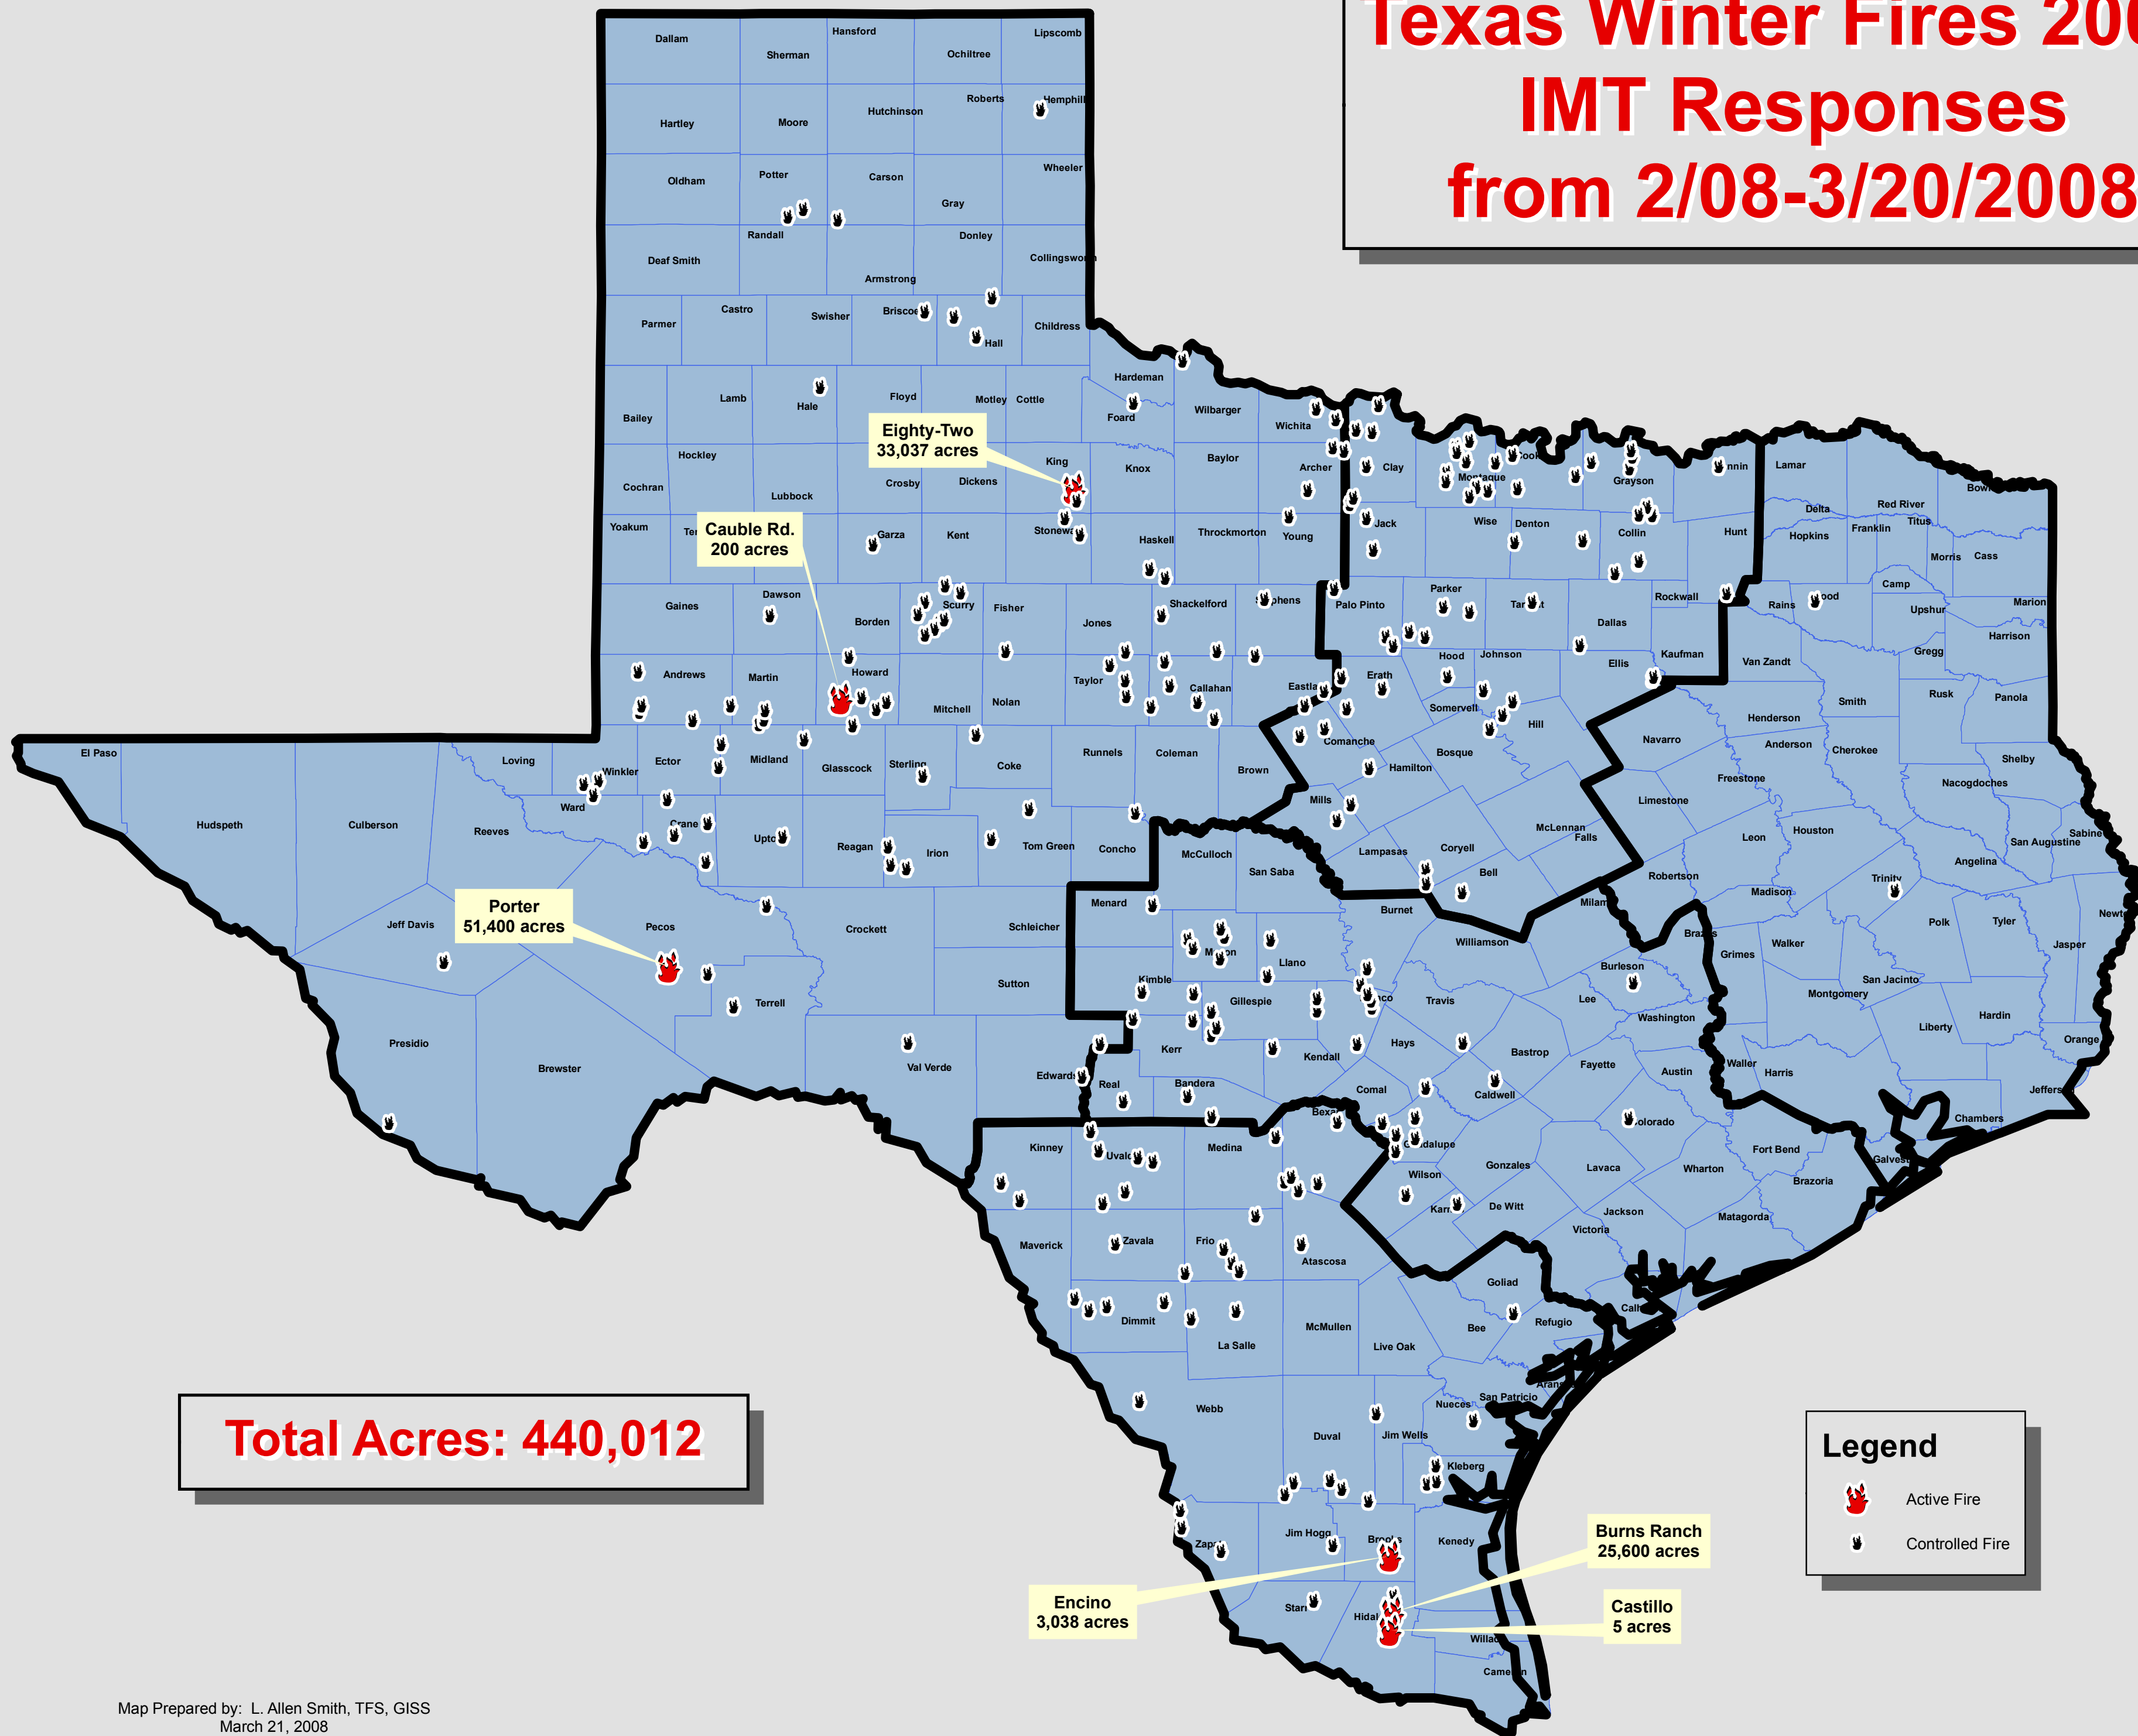 Texas Winter Fires
IMT Responses
from 2/08-3/20/2008
Dallam
Sherman
Hansford
Ochiltree
Lipscomb
Hartley
Moore
Hutchinson
Roberts
Hemphill
Oldham
Potter
Carson
Gray
Wheeler
Deaf Smith
Randall
Armstrong
Donley
Parmer
Castro
Swisher
Briscoe
Hall
Childress
Bailey
Lamb
Hale
Floyd
Motley
Cottle
Hardeman
Foard
Wilbarger
Wichita
Eighty-Two
33,037 acres
Cochran
Hockley
Lubbock
Crosby
Dickens
King
Knox
Baylor
Archer
Clay
Montague
Grayson
Lamar
Red River
Delta
Titus
Franklin
Hopkins
Morris
Cass
Yoakum
Cauble Rd.
200 acres
Garza
Kent
Haskell
Throckmorton
Young
Jack
Wise
Denton
Collin
Hunt
Camp
Gaines
Dawson
Borden
Scurry
Fisher
Jones
Shackelford
Palo Pinto
Parker
Dallas
Rockwall
Rains
Upshur
Marion
Harrison
Andrews
Martin
Howard
Mitchell
Nolan
Taylor
Callahan
Erath
Hood
Johnson
Ellis
Kaufman
Van Zandt
Gregg
Somervell
Hill
Smith
Rusk
Panola
El Paso
Hudspeth
Culberson
Loving
Winkler
Ector
Midland
Glasscock
Sterling
Coke
Runnels
Coleman
Brown
Comanche
Hamilton
Bosque
Navarro
Henderson
Anderson
Cherokee
Shelby
Reeves
Ward
Reagan
Irion
Tom Green
Concho
McCulloch
San Saba
Mills
Lampasas
Coryell
McLennan
Falls
Bell
Limestone
Freestone
Leon
Houston
Nacogdoches
San Augustine
Sabine
Angelina
Robertson
Madison
Trinity
Jeff Davis
Porter
51,400 acres
Pecos
Crockett
Schleicher
Menard
Llano
Burnet
Williamson
Milam
Grimes
Walker
Polk
Tyler
Jasper
Terrell
Sutton
Kimble
Gillespie
Travis
Lee
Burleson
Washington
San Jacinto
Montgomery
Liberty
Hardin
Orange
Presidio
Brewster
Val Verde
Edwards
Kerr
Kendall
Hays
Bastrop
Fayette
Austin
Waller
Harris
Real
Bandera
Comal
Caldwell
Chambers
Kinney
Medina
Wilson
Gonzales
Lavaca
Wharton
Fort Bend
Brazoria
Maverick
Zavala
Frio
Atascosa
De Witt
Jackson
Victoria
Matagorda
Dimmit
La Salle
McMullen
Live Oak
Bee
Goliad
Refugio
Webb
Duval
Jim Wells
Nueces
San Patricio
Kleberg
Total Acres: 440,012
Legend
Active Fire
Controlled Fire
Jim Hogg
Kenedy
Burns Ranch
25,600 acres
Encino
3,038 acres
Castillo
5 acres
Map Prepared by: L. Allen Smith, TFS, GISS
March 21, 2008